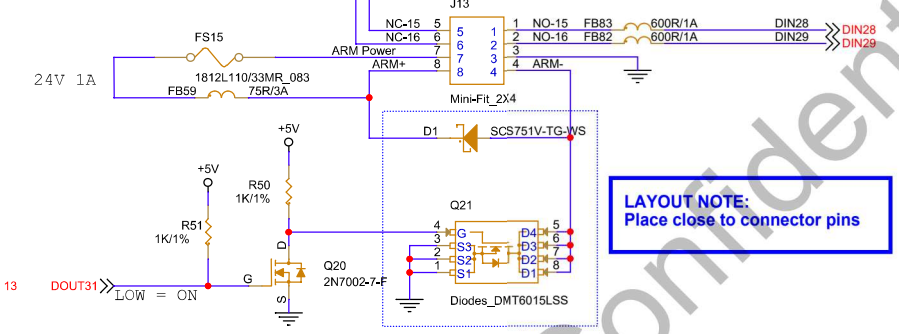 J13
NC-15 5 5 1 1 NO-15 FB83 600R/1A DIN28 DIN28
NC-16 6 6 2 2 NO-16 FB82 600R/1A DIN29 DIN29
FS15 ARM Power 7 7 3 3
ARM+ 8 8 4 4 ARM-
24V 1A
1812L110/33MR_083
FB59 75R/3A
Mini-Fit_2X4
+5V
D1 SCS751V-TG-WS
+5V
R50
1K/1%
R51
1K/1%
LAYOUT NOTE:
Place close to connector pins
Q21
4 G D4 5
3 S3 D3 6
2 S2 D2 7
1 S1 D1 8
D
Q20
2N7002-7-F
G
S
Diodes_DMT6015LSS
13 DOUT31 LOW = ON
Confident